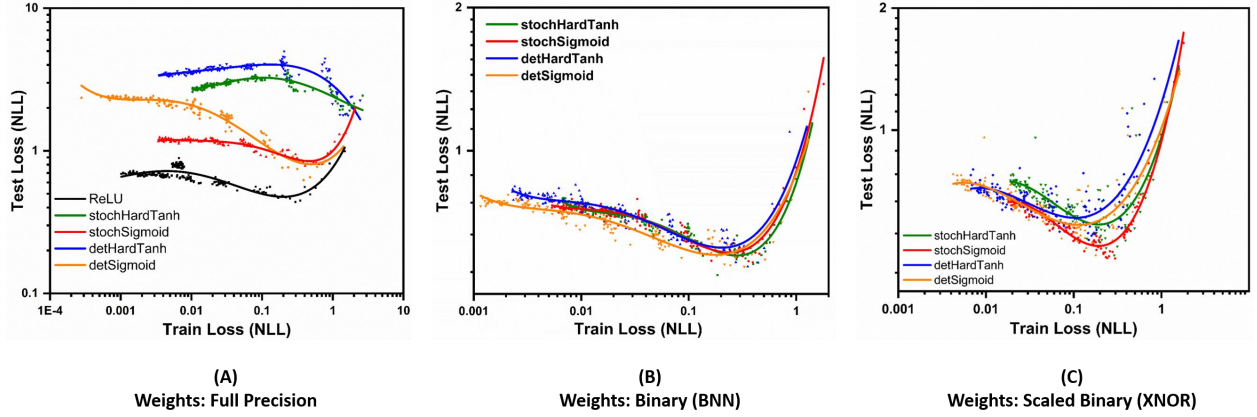 10
1
0.1
Test Loss (NLL)
ReLU
stochHardTanh
stochSigmoid
detHardTanh
detSigmoid
1E-4 0.001 0.01 0.1 1 10
Train Loss (NLL)
(A)
Weights: Full Precision
2
1
Test Loss (NLL)
stochHardTanh
stochSigmoid
detHardTanh
detSigmoid
0.001 0.01 0.1 1
Train Loss (NLL)
(B)
Weights: Binary (BNN)
2
1
Test Loss (NLL)
stochHardTanh
stochSigmoid
detHardTanh
detSigmoid
0.001 0.01 0.1 1
Train Loss (NLL)
(C)
Weights: Scaled Binary (XNOR)